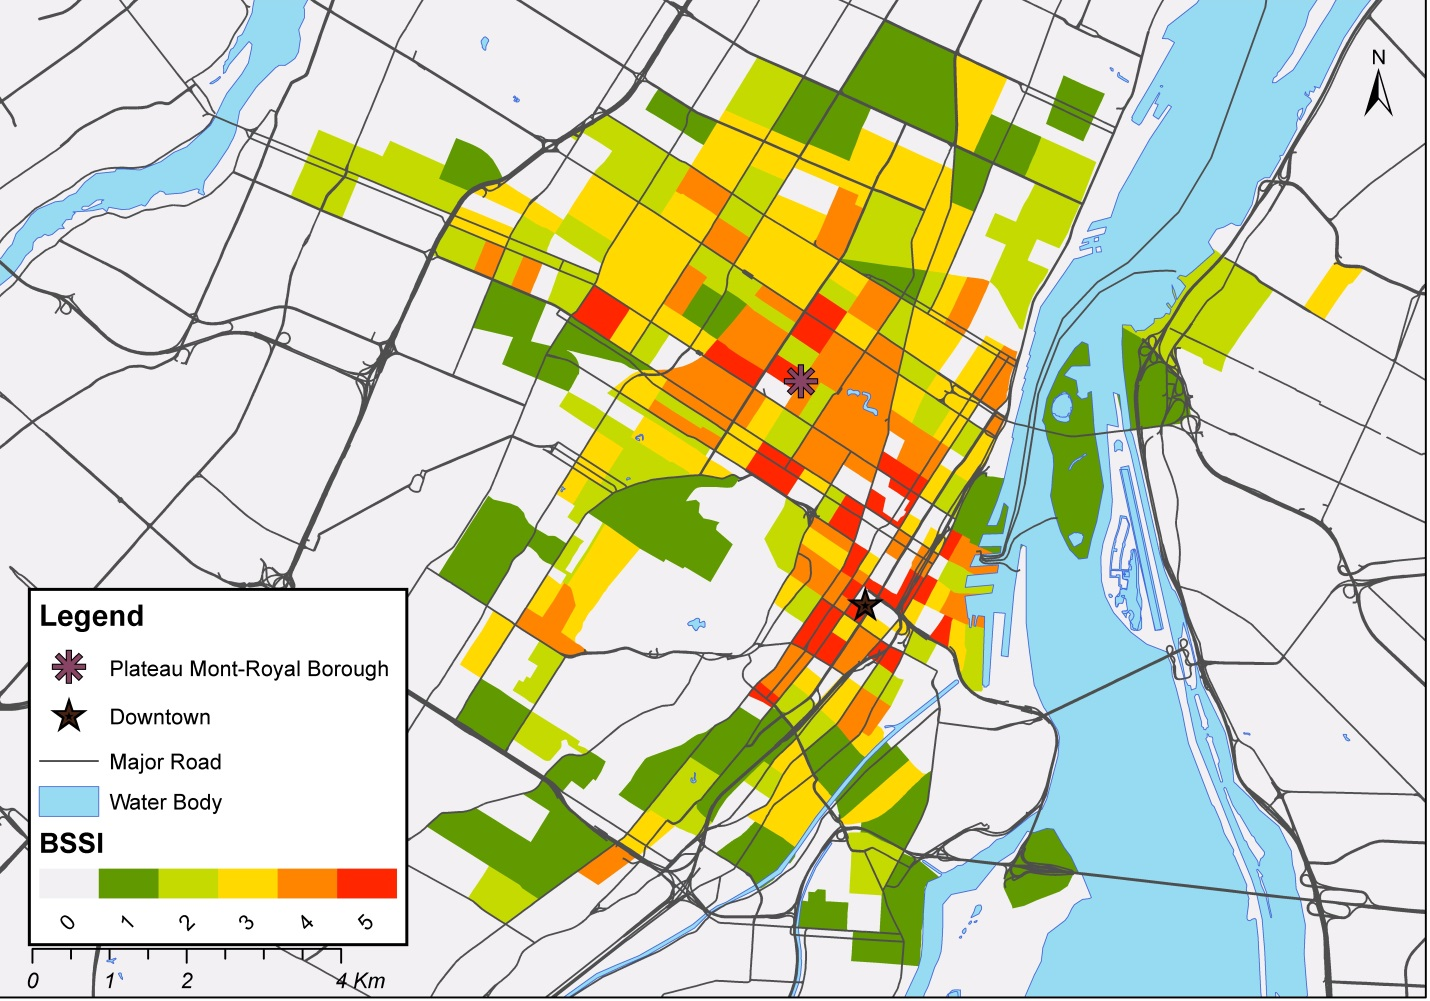 N
Legend
Plateau Mont-Royal Borough
Downtown
Major Road
Water Body
BSSI
0 1 2 3 4 5
0 1 2 4 Km